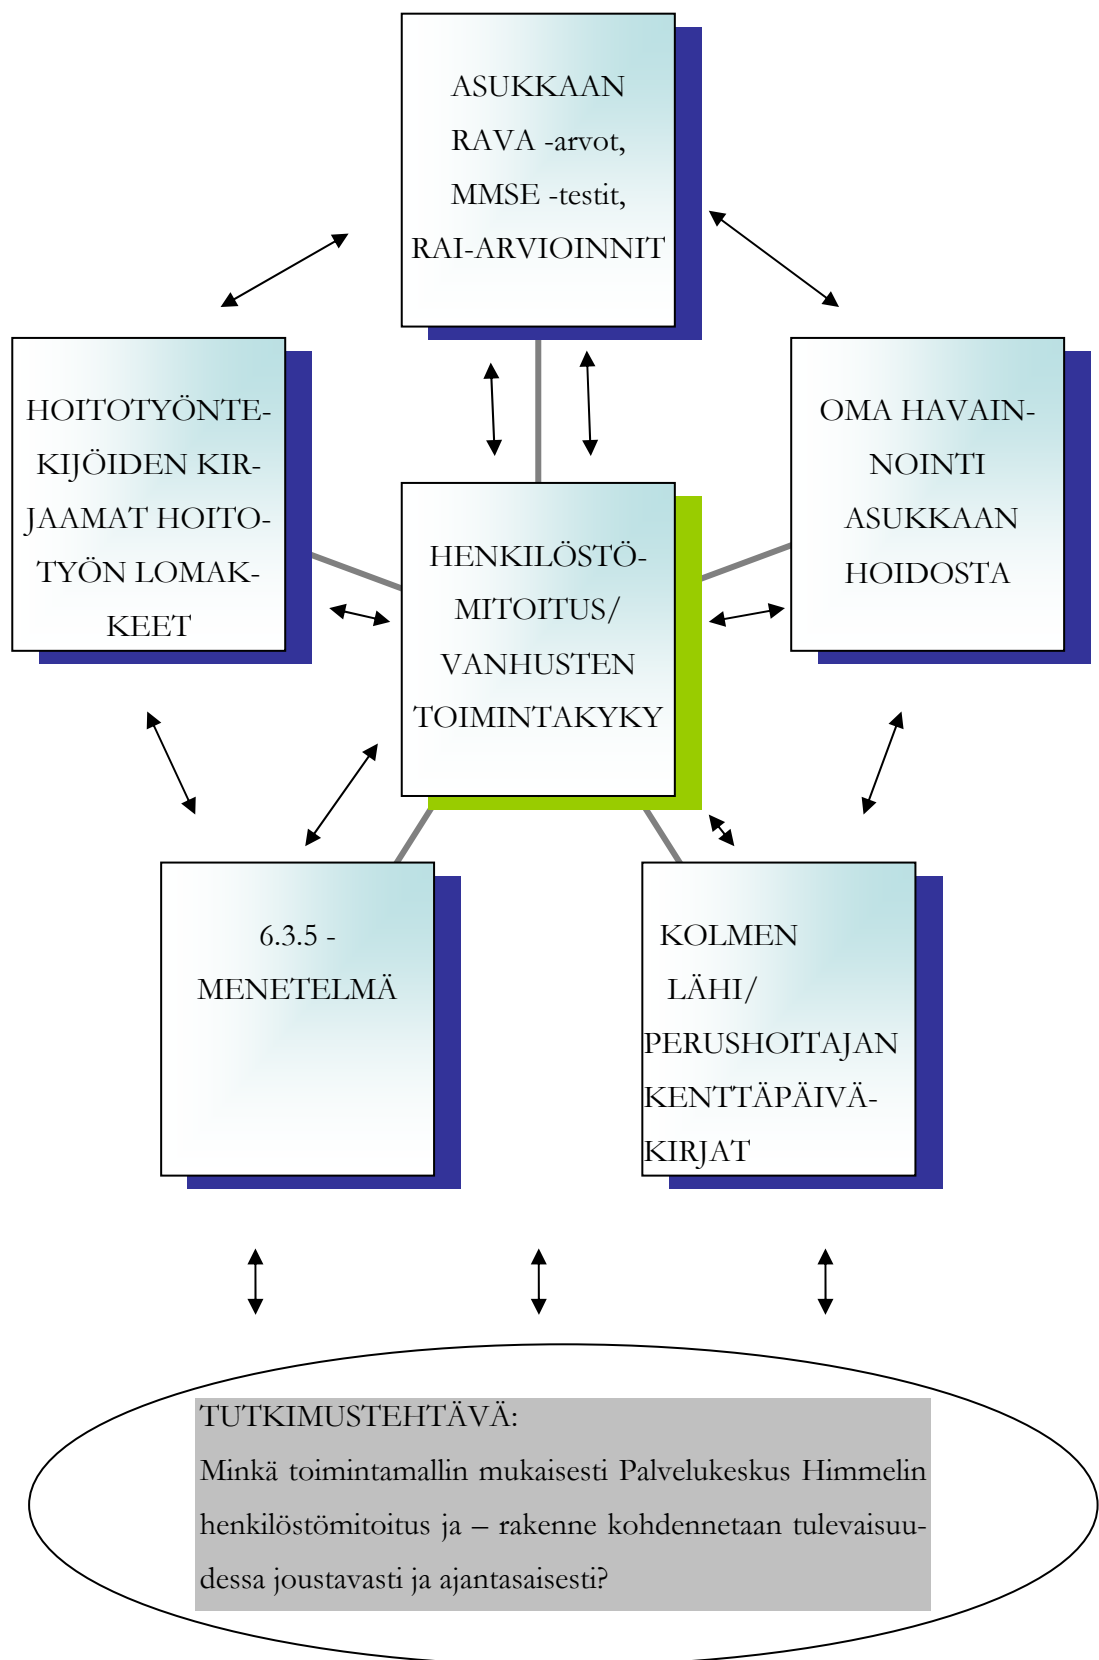 ASUKKAAN
RAVA -arvot,
MMSE -testit,
RAI-ARVIOINNIT
HOITOTYÖNTE-
KIJÖIDEN KIR-
JAAMAT HOITO-
TYÖN LOMAK-
KEET
HENKILÖSTÖ-
MITOITUS/
VANHUSTEN
TOIMINTAKYKY
OMA HAVAIN-
NOINTI
ASUKKAAN
HOIDOSTA
6.3.5 -
MENETELMÄ
KOLMEN
LÄHI/
PERUSHOITAJAN
KENTTÄPÄIVÄ-
KIRJAT
TUTKIMUSTEHTÄVÄ:
Minkä toimintamallin mukaisesti Palvelukeskus Himmelin
henkilöstömitoitus ja – rakenne kohdennetaan tulevaisuu-
dessa joustavasti ja ajantasaisesti?